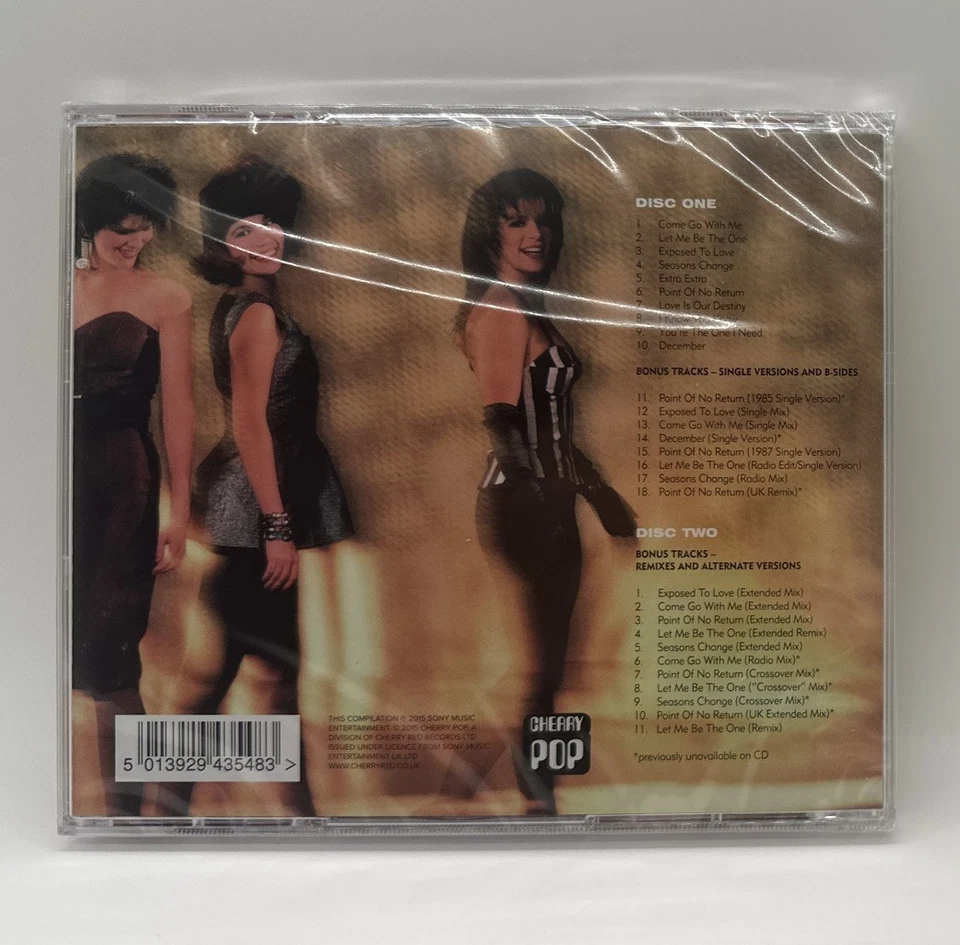 DISC ONE
1. Come Go With Me
2. Let Me Be The One
3. Exposed To Love
4. Seasons Change
5. Extra Extra
6. Point Of No Return
7. Love Is Our Destiny
8. I Know
9. You're The One I Need
10. December
BONUS TRACKS – SINGLE VERSIONS AND B-SIDES
11. Point Of No Return (1985 Single Version)*
12. Exposed To Love (Single Mix)
13. Come Go With Me (Single Mix)
14. December (Single Version)*
15. Point Of No Return (1987 Single Version)
16. Let Me Be The One (Radio Edit/Single Version)
17. Seasons Change (Radio Mix)
18. Point Of No Return (UK Remix)*
DISC TWO
BONUS TRACKS –
REMIXES AND ALTERNATE VERSIONS
1. Exposed To Love (Extended Mix)
2. Come Go With Me (Extended Mix)
3. Point Of No Return (Extended Mix)
4. Let Me Be The One (Extended Remix)
5. Seasons Change (Extended Mix)
6. Come Go With Me (Radio Mix)*
7. Point Of No Return (Crossover Mix)*
8. Let Me Be The One ("Crossover" Mix)*
9. Seasons Change (Crossover Mix)*
10. Point Of No Return (UK Extended Mix)*
11. Let Me Be The One (Remix)
*previously unavailable on CD
THIS COMPILATION ℗ 2015 SONY MUSIC
ENTERTAINMENT © 2015 CHERRY POP, A
DIVISION OF CHERRY RED RECORDS LTD
ISSUED UNDER LICENCE FROM SONY MUSIC
ENTERTAINMENT UK LTD
WWW.CHERRYRED.CO.UK
CHERRY
POP
5 013929 435483 >